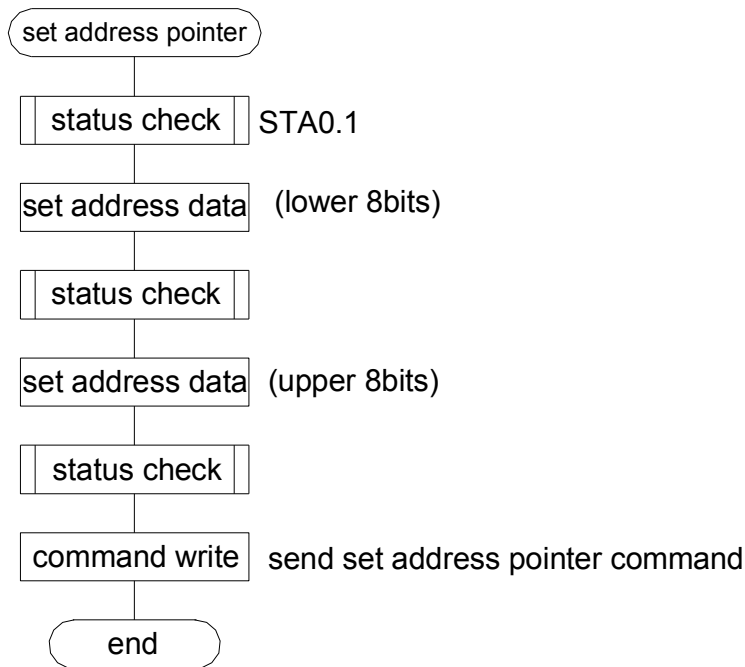 set address pointer
status check STA0.1
set address data (lower 8bits)
status check
set address data (upper 8bits)
status check
command write send set address pointer command
end